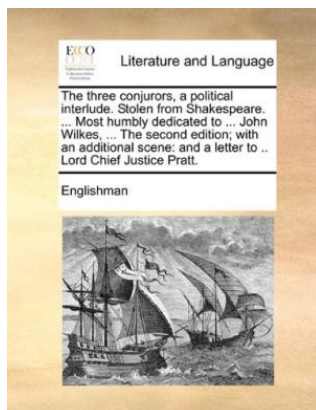 ECCO
Literature and Language
The three conjurors, a political
interlude. Stolen from Shakespeare.
... Most humbly dedicated to ... John
Wilkes, ... The second edition; with
an additional scene: and a letter to ..
Lord Chief Justice Pratt.
Englishman